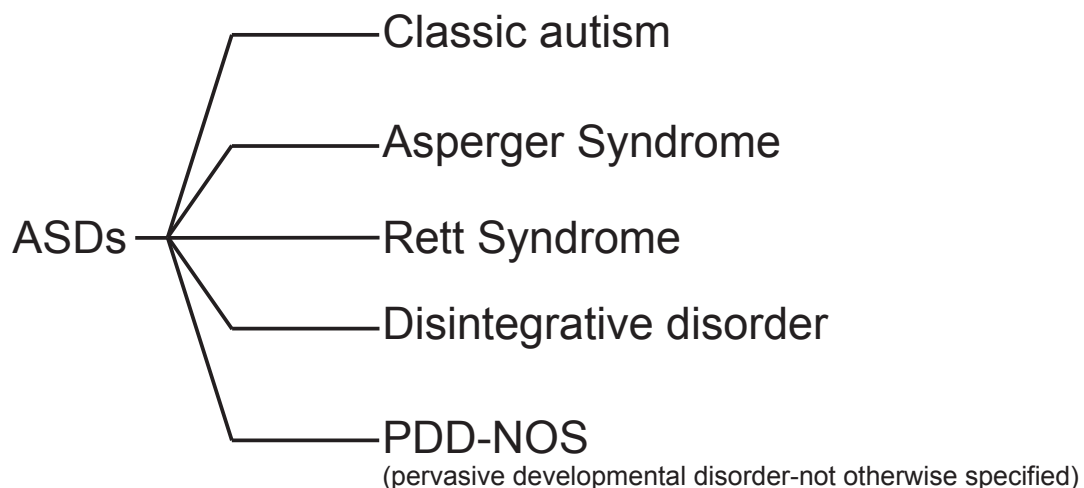 Classic autism
Asperger Syndrome
ASDs
Rett Syndrome
Disintegrative disorder
PDD-NOS
(pervasive developmental disorder-not otherwise specified)